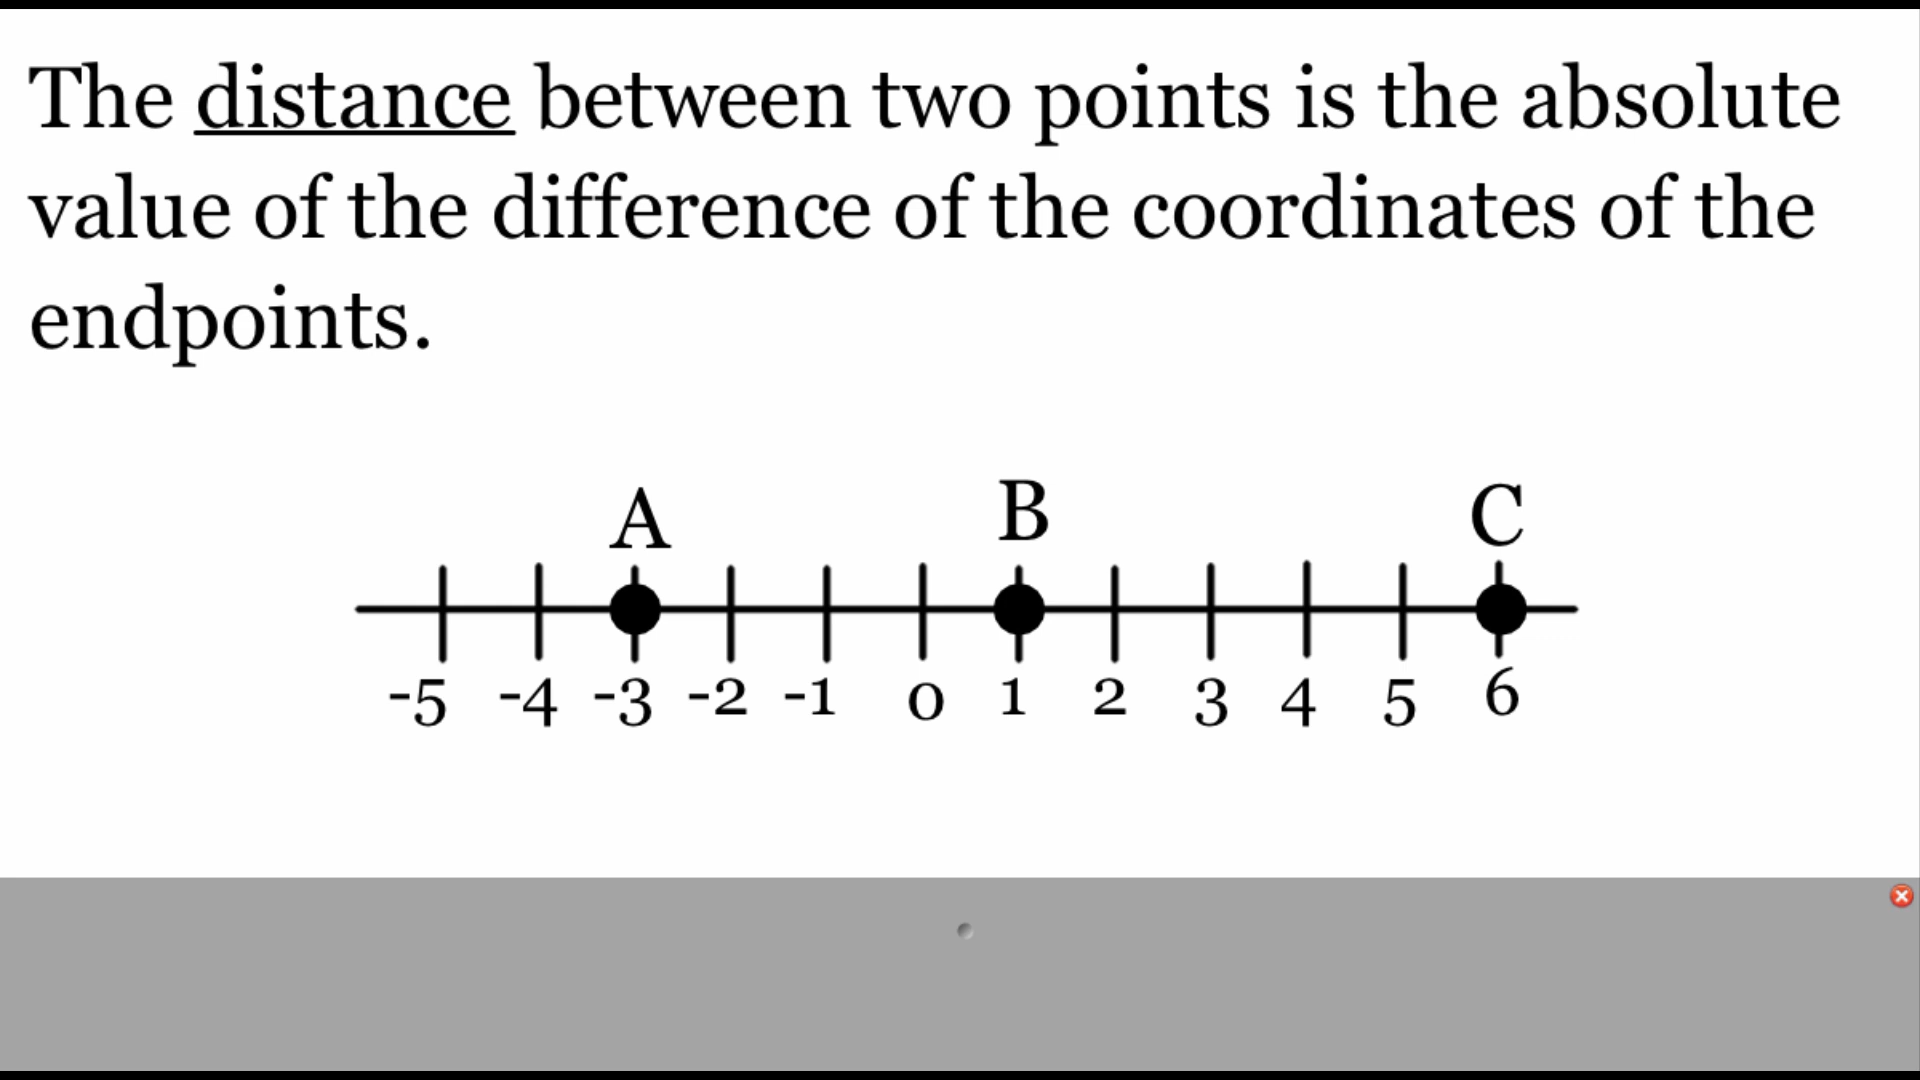 The distance between two points is the absolute
value of the difference of the coordinates of the
endpoints.
A B C
-5 -4 -3 -2 -1 0 1 2 3 4 5 6